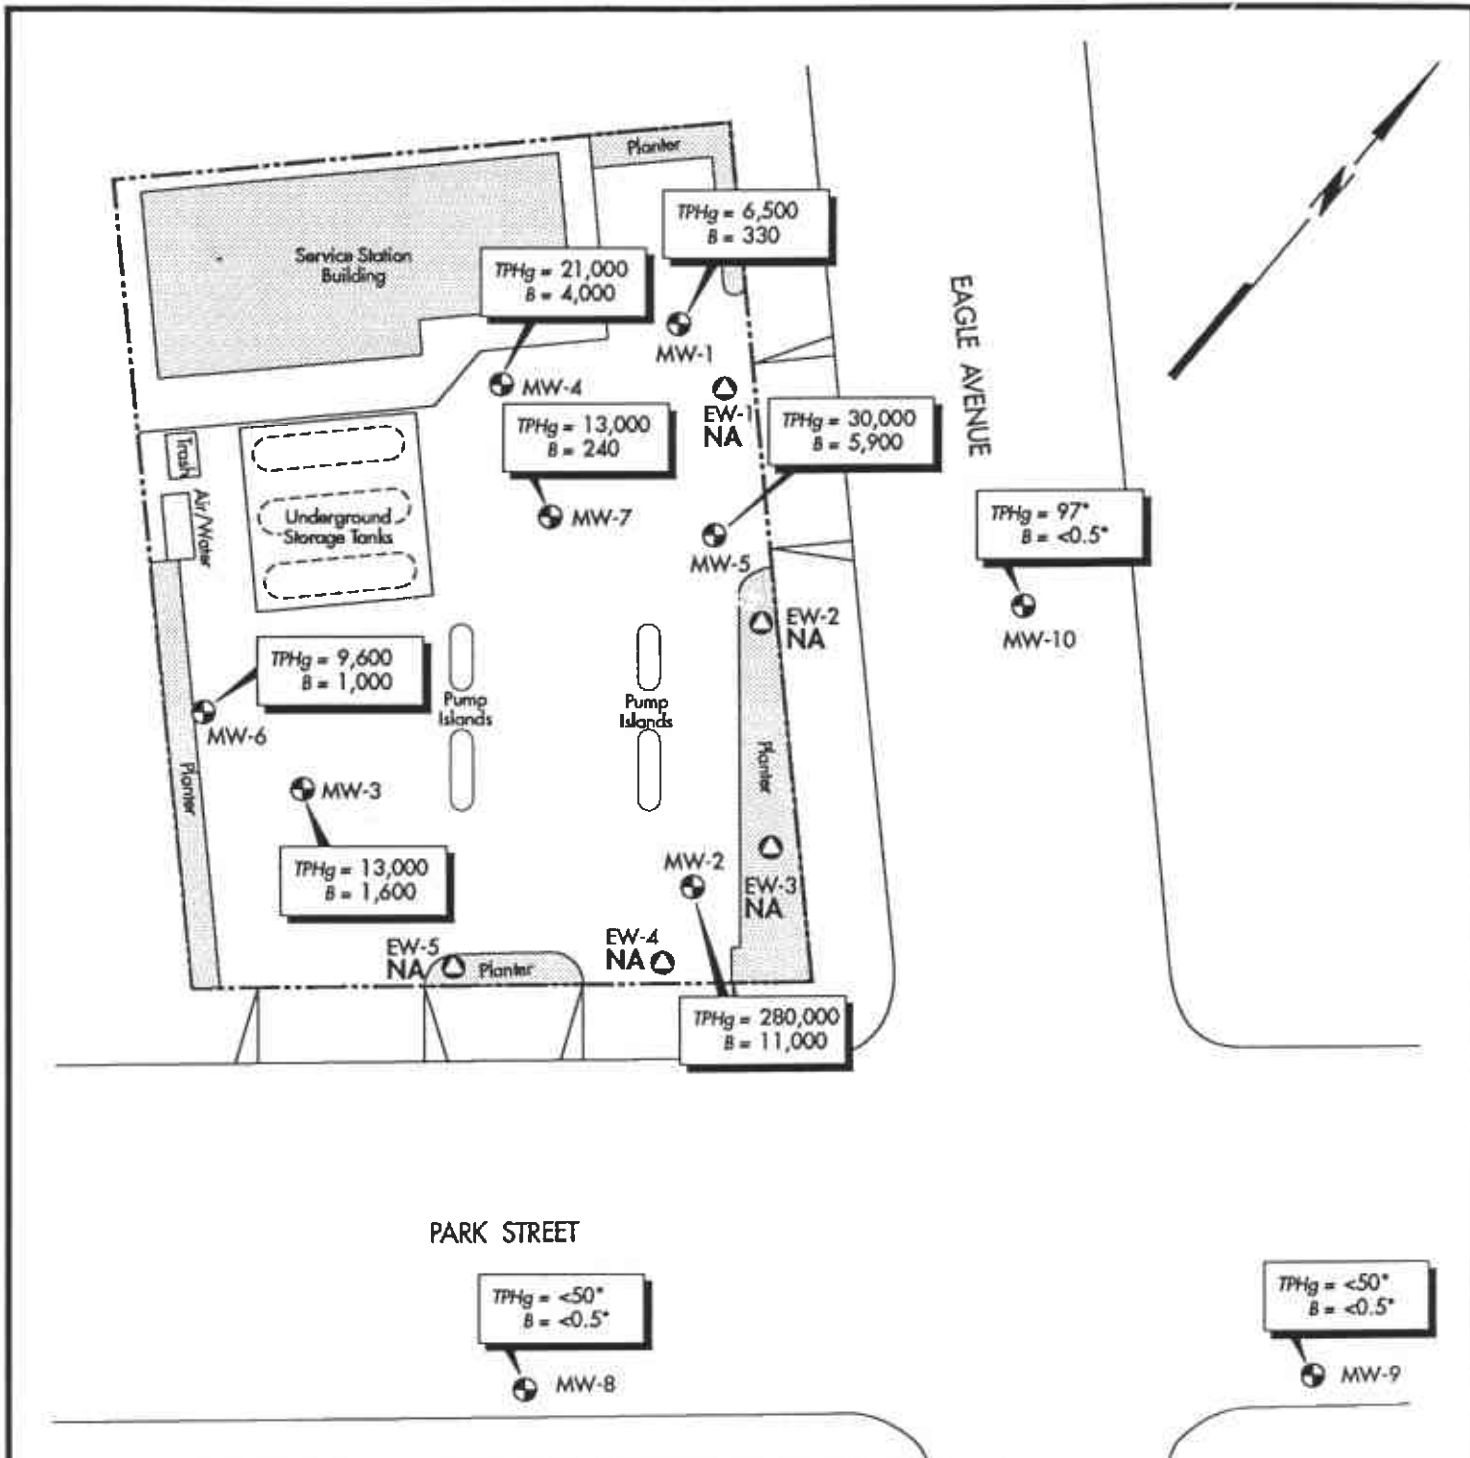 Planter
TPHg = 6,500
B = 330
Service Station
Building
TPHg = 21,000
B = 4,000
MW-1
MW-4
EW-1
NA
TPHg = 13,000
B = 240
TPHg = 30,000
B = 5,900
EAGLE AVENUE
N
Trash
Air/Water
Underground
Storage Tanks
MW-7
MW-5
TPHg = 97*
B = <0.5*
MW-10
EW-2
NA
TPHg = 9,600
B = 1,000
MW-6
Pump
Islands
Pump
Islands
Planter
Planter
MW-3
TPHg = 13,000
B = 1,600
MW-2
EW-3
NA
EW-5
NA
Planter
EW-4
NA
TPHg = 280,000
B = 11,000
PARK STREET
TPHg = <50*
B = <0.5*
MW-8
TPHg = <50*
B = <0.5*
MW-9